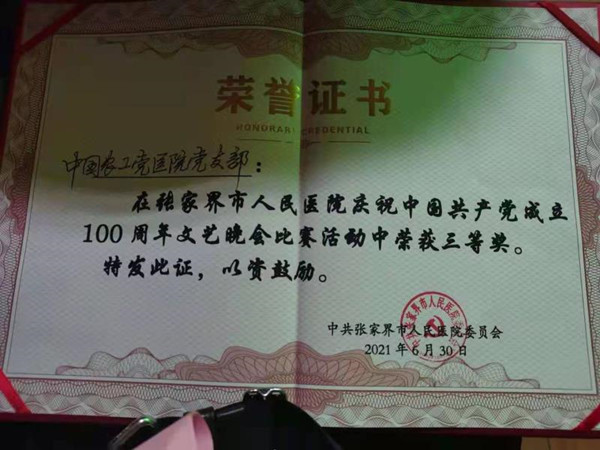 荣誉证书
HONORARY CREDENTIAL
中国农工党医院党支部：
在张家界市人民医院庆祝中国共产党成立
100周年文艺晚会比赛活动中荣获三等奖。
特发此证，以资鼓励。
中共张家界市人民医院委员会
2021年6月30日